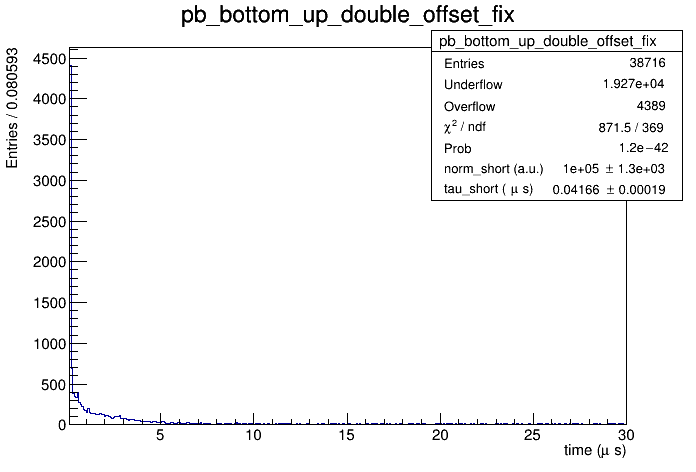 pb_bottom_up_double_offset_fix
pb_bottom_up_double_offset_fix
Entries 38716
Underflow 1.927e+04
Overflow 4389
χ² / ndf 871.5 / 369
Prob 1.2e−42
norm_short (a.u.) 1e+05 ± 1.3e+03
tau_short ( μ s) 0.04166 ± 0.00019
Entries / 0.080593
4500
4000
3500
3000
2500
2000
1500
1000
500
0
5 10 15 20 25 30
time (μ s)